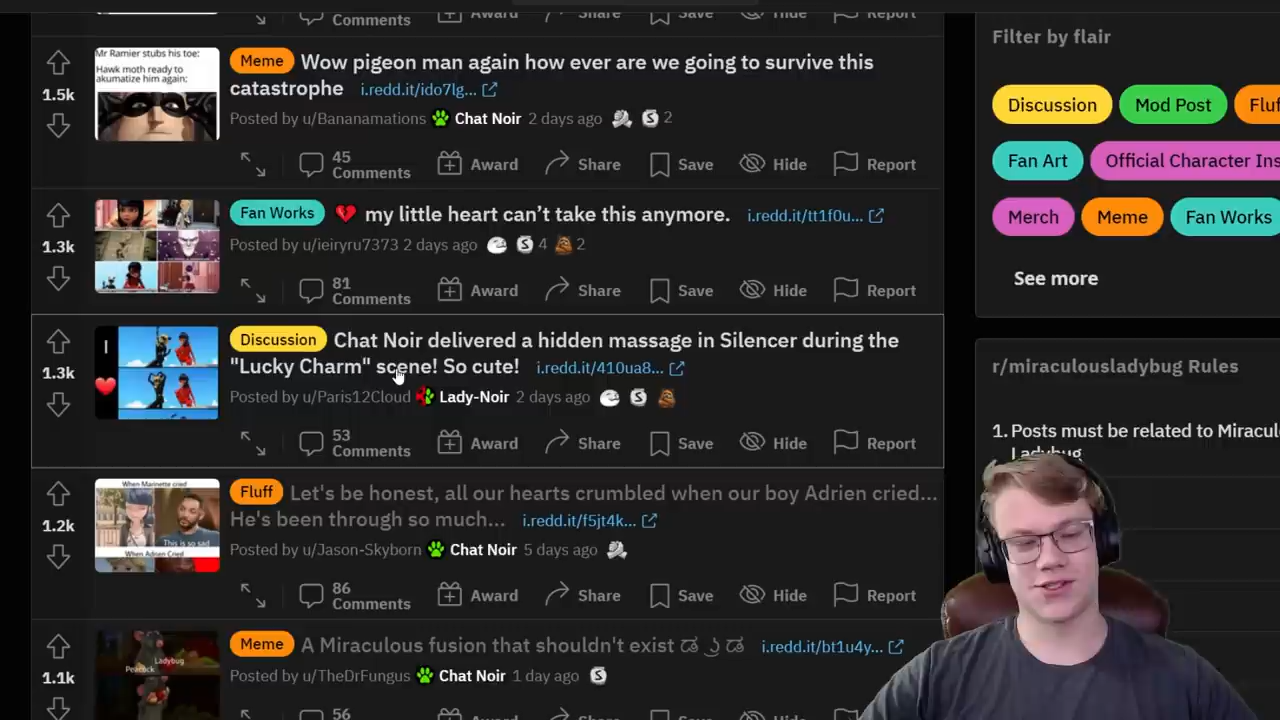 Comments
Award
Share
Save
Hide
Report
Mr Ramier stubs his toe:
Hawk moth ready to
akumatize him again:
1.5k
Meme Wow pigeon man again how ever are we going to survive this
catastrophe i.redd.it/ido7lg...
Posted by u/Bananamations Chat Noir 2 days ago 2
45
Comments
Award
Share
Save
Hide
Report
1.3k
Fan Works my little heart can't take this anymore. i.redd.it/tt1f0u...
Posted by u/ieiryru7373 2 days ago 4 2
81
Comments
Award
Share
Save
Hide
Report
1.3k
I
Discussion Chat Noir delivered a hidden massage in Silencer during the
"Lucky Charm" scene! So cute! i.redd.it/410ua8...
Posted by u/Paris12Cloud Lady-Noir 2 days ago
53
Comments
Award
Share
Save
Hide
Report
1.2k
When Marinette cried
This is so sad
When Adrien Cried
Fluff Let's be honest, all our hearts crumbled when our boy Adrien cried...
He's been through so much... i.redd.it/f5jt4k...
Posted by u/Jason-Skyborn Chat Noir 5 days ago
86
Comments
Award
Share
Save
Hide
Report
1.1k
Ladybug
Peacock
Meme A Miraculous fusion that shouldn't exist ಡ ͜ ʖ ಡ i.redd.it/bt1u4y...
Posted by u/TheDrFungus Chat Noir 1 day ago
56
Award
Share
Save
Hide
Report
Filter by flair
Discussion
Mod Post
Fluf
Fan Art
Official Character Ins
Merch
Meme
Fan Works
See more
r/miraculousladybug Rules
1. Posts must be related to Miracul
Ladybug